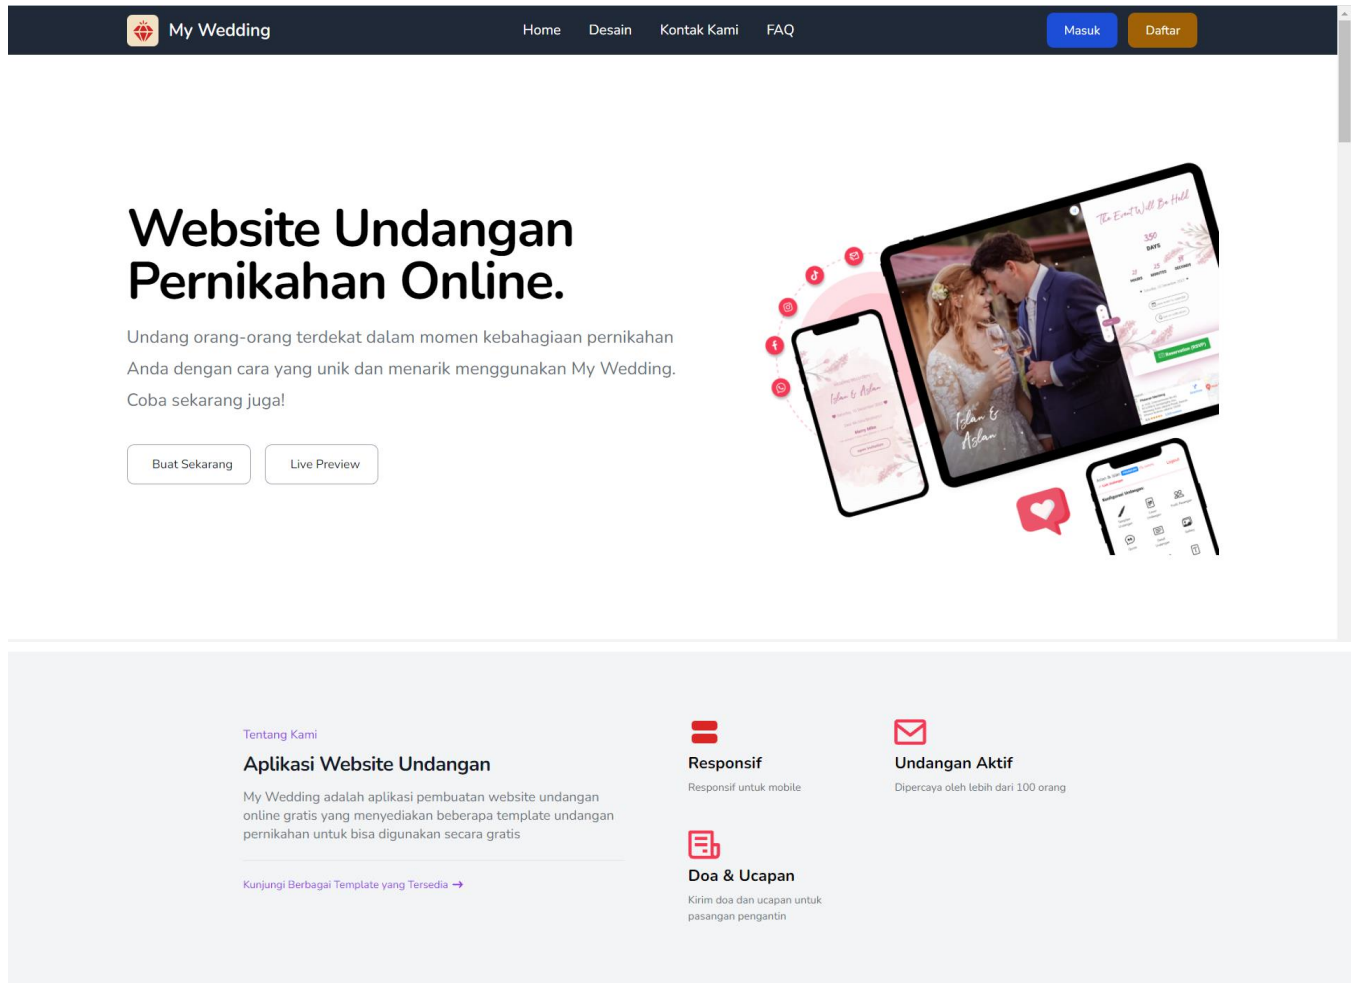 My Wedding
Home Desain Kontak Kami FAQ
Masuk Daftar
Website Undangan
Pernikahan Online.
Undang orang-orang terdekat dalam momen kebahagiaan pernikahan
Anda dengan cara yang unik dan menarik menggunakan My Wedding.
Coba sekarang juga!
Buat Sekarang Live Preview
The Event Will Be Held
350
DAYS
Islan &
Aslan
Islan & Aslan
Reservation (RSVP)
Konfigurasi Undangan
Tentang Kami
Aplikasi Website Undangan
My Wedding adalah aplikasi pembuatan website undangan
online gratis yang menyediakan beberapa template undangan
pernikahan untuk bisa digunakan secara gratis
Kunjungi Berbagai Template yang Tersedia →
Responsif
Responsif untuk mobile
Undangan Aktif
Dipercaya oleh lebih dari 100 orang
Doa & Ucapan
Kirim doa dan ucapan untuk
pasangan pengantin